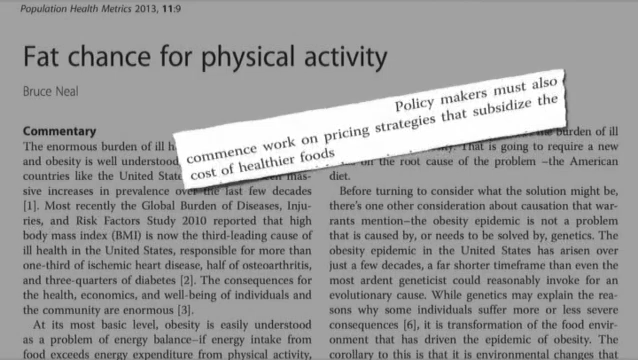 Population Health Metrics 2013, 11:9
Fat chance for physical activity
Bruce Neal
Policy makers must also
commence work on pricing strategies that subsidize the
cost of healthier foods
Commentary
The enormous burden of ill h
and obesity is well understood
countries like the United State mas-
sive increases in prevalence over the last few decades
[1]. Most recently the Global Burden of Diseases, Inju-
ries, and Risk Factors Study 2010 reported that high
body mass index (BMI) is now the third-leading cause of
ill health in the United States, responsible for more than
one-third of ischemic heart disease, half of osteoarthritis,
and three-quarters of diabetes [2]. The consequences for
the health, economics, and well-being of individuals and
the community are enormous [3].
At its most basic level, obesity is easily understood
as a problem of energy balance–if energy intake from
food exceeds energy expenditure from physical activity,
burden of ill
That is going to require a new
on the root cause of the problem –the American
diet.
Before turning to consider what the solution might be,
there's one other consideration about causation that war-
rants mention–the obesity epidemic is not a problem
that is caused by, or needs to be solved by, genetics. The
obesity epidemic in the United States has arisen over
just a few decades, a far shorter timeframe than even the
most ardent geneticist could reasonably invoke for an
evolutionary cause. While genetics may explain the rea-
sons why some individuals suffer more or less severe
consequences [6], it is transformation of the food envir-
onment that has driven the epidemic of obesity. The
corollary to this is that it is environmental changes that